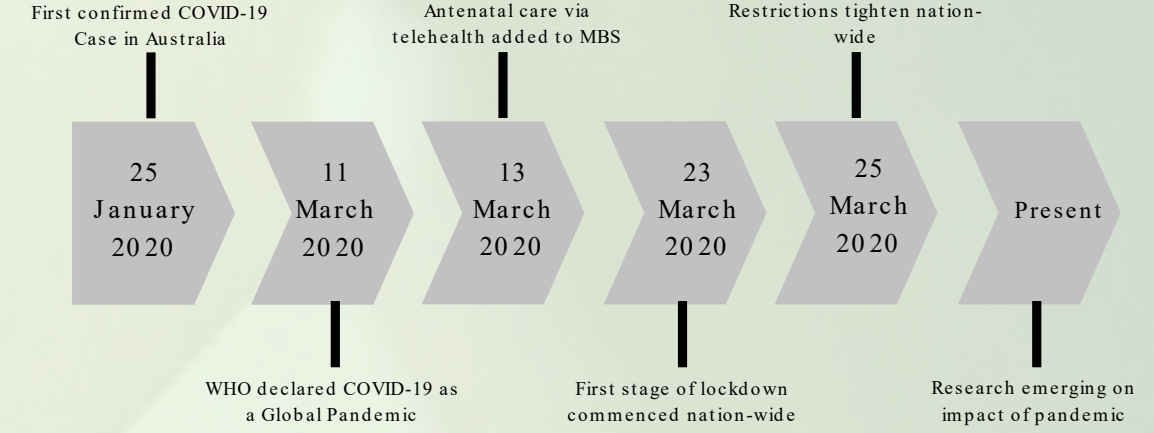 First confirmed COVID-19
Case in Australia
Antenatal care via
telehealth added to MBS
Restrictions tighten nation-
wide
25
January
2020
11
March
2020
13
March
2020
23
March
2020
25
March
2020
Present
WHO declared COVID-19 as
a Global Pandemic
First stage of lockdown
commenced nation-wide
Research emerging on
impact of pandemic